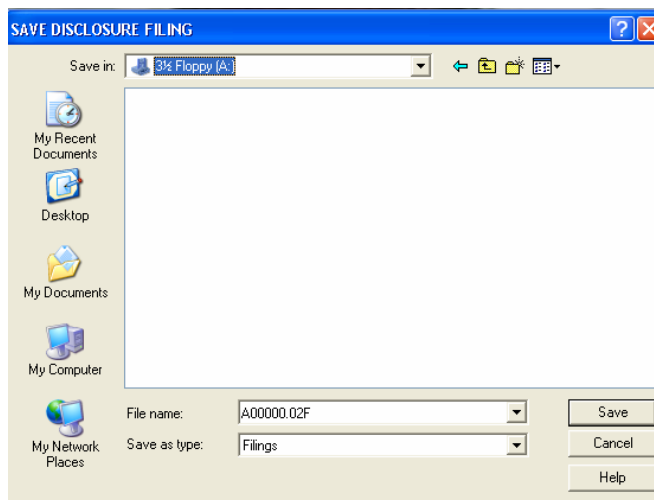 SAVE DISCLOSURE FILING
Save in:
3½ Floppy (A:)
My Recent
Documents
Desktop
My Documents
My Computer
My Network
Places
File name:
A00000.02F
Save
Save as type:
Filings
Cancel
Help